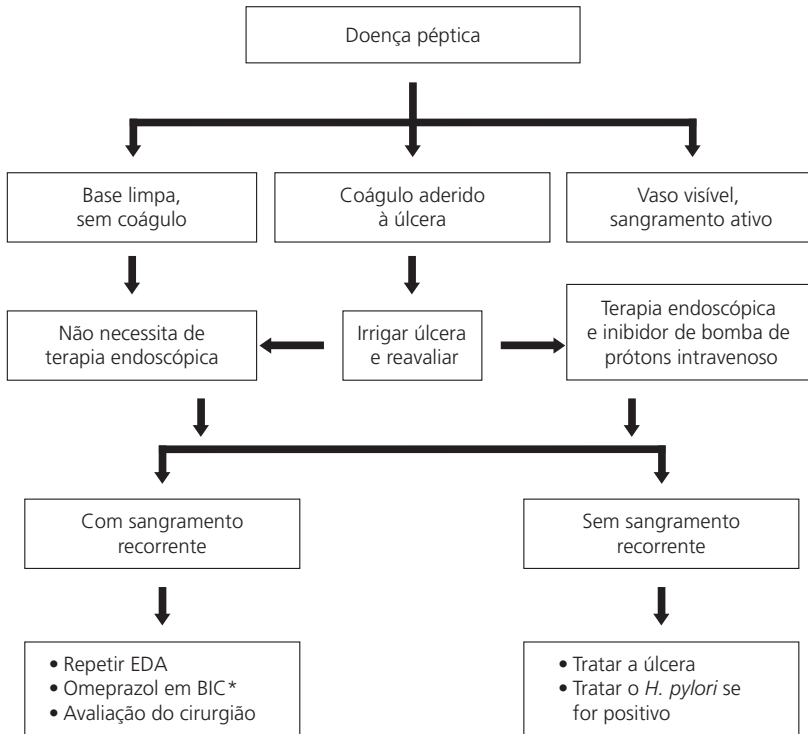 Doença péptica
Base limpa,
sem coágulo
Coágulo aderido
à úlcera
Vaso visível,
sangramento ativo
Não necessita de
terapia endoscópica
Irrigar úlcera
e reavaliar
Terapia endoscópica
e inibidor de bomba de
prótons intravenoso
Com sangramento
recorrente
Sem sangramento
recorrente
• Repetir EDA
• Omeprazol em BIC*
• Avaliação do cirurgião
• Tratar a úlcera
• Tratar o H. pylori se
for positivo